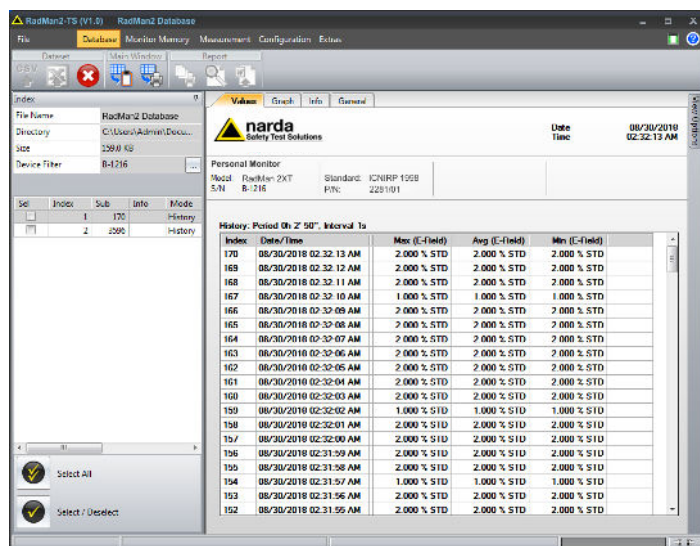 RadMan2-TS (V1.0) RadMan2 Database
File Database Monitor Memory Measurement Configuration Extras
Dataset Main Window Report
CSV
Index
File Name RadMan2 Database
Directory C:\Users\Admin\Docu...
Size 159.0 KB
Device Filter B-1216 ...
Sel Index Sub Info Mode
1 170 History
2 3596 History
Select All
Select / Deselect
Values Graph Info General
View Options
narda
Safety Test Solutions
Date 08/30/2018
Time 02:32:13 AM
Personal Monitor
Model: RadMan 2XT Standard: ICNIRP 1998
S/N B-1216 P/N: 2281/01
History: Period 0h 2' 50", Interval 1s
Index Date/Time Max (E-Field) Avg (E-Field) Min (E-Field)
170 08/30/2018 02:32:13 AM 2.000 % STD 2.000 % STD 2.000 % STD
169 08/30/2018 02:32:12 AM 2.000 % STD 2.000 % STD 2.000 % STD
168 08/30/2018 02:32:11 AM 2.000 % STD 2.000 % STD 2.000 % STD
167 08/30/2018 02:32:10 AM 1.000 % STD 1.000 % STD 1.000 % STD
166 08/30/2018 02:32:09 AM 2.000 % STD 2.000 % STD 2.000 % STD
165 08/30/2018 02:32:08 AM 2.000 % STD 2.000 % STD 2.000 % STD
164 08/30/2018 02:32:07 AM 2.000 % STD 2.000 % STD 2.000 % STD
163 08/30/2018 02:32:06 AM 2.000 % STD 2.000 % STD 2.000 % STD
162 08/30/2018 02:32:05 AM 2.000 % STD 2.000 % STD 2.000 % STD
161 08/30/2018 02:32:04 AM 2.000 % STD 2.000 % STD 2.000 % STD
160 08/30/2018 02:32:03 AM 2.000 % STD 2.000 % STD 2.000 % STD
159 08/30/2018 02:32:02 AM 1.000 % STD 1.000 % STD 1.000 % STD
158 08/30/2018 02:32:01 AM 2.000 % STD 2.000 % STD 2.000 % STD
157 08/30/2018 02:32:00 AM 2.000 % STD 2.000 % STD 2.000 % STD
156 08/30/2018 02:31:59 AM 2.000 % STD 2.000 % STD 2.000 % STD
155 08/30/2018 02:31:58 AM 2.000 % STD 2.000 % STD 2.000 % STD
154 08/30/2018 02:31:57 AM 1.000 % STD 1.000 % STD 1.000 % STD
153 08/30/2018 02:31:56 AM 2.000 % STD 2.000 % STD 2.000 % STD
152 08/30/2018 02:31:55 AM 2.000 % STD 2.000 % STD 2.000 % STD